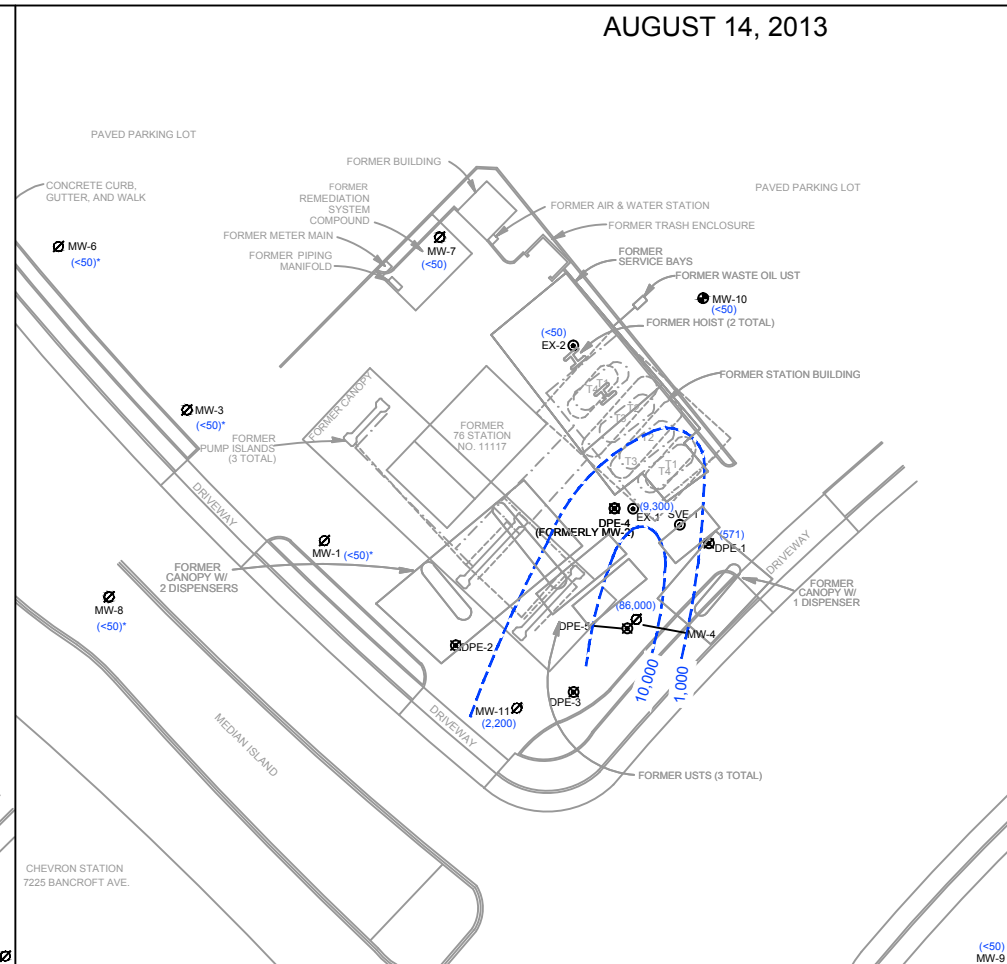 AUGUST 14, 2013
PAVED PARKING LOT
FORMER BUILDING
CONCRETE CURB,
GUTTER, AND WALK
FORMER
REMEDIATION
SYSTEM
COMPOUND
PAVED PARKING LOT
FORMER AIR & WATER STATION
FORMER TRASH ENCLOSURE
FORMER METER MAIN
MW-6
(<50)*
MW-7
(<50)
FORMER PIPING
MANIFOLD
FORMER
SERVICE BAYS
FORMER WASTE OIL UST
MW-10
(<50)
FORMER HOIST (2 TOTAL)
(<50)
EX-2
FORMER STATION BUILDING
FORMER CANOPY
T4
T1
T3
T2
T2
T3
T1
T4
MW-3
(<50)*
FORMER
PUMP ISLANDS
(3 TOTAL)
FORMER
76 STATION
NO. 11117
DRIVEWAY
(9,300)
EX-1
SVE-1
DPE-4
(FORMERLY MW-2)
(571)
DPE-1
DRIVEWAY
MW-1 (<50)*
FORMER
CANOPY W/
2 DISPENSERS
FORMER
CANOPY W/
1 DISPENSER
MW-8
(<50)*
(86,000)
DPE-5
MW-4
DPE-2
10,000
1,000
DPE-3
MW-11
(2,200)
DRIVEWAY
MEDIAN ISLAND
FORMER USTS (3 TOTAL)
CHEVRON STATION
7225 BANCROFT AVE.
(<50)
MW-9